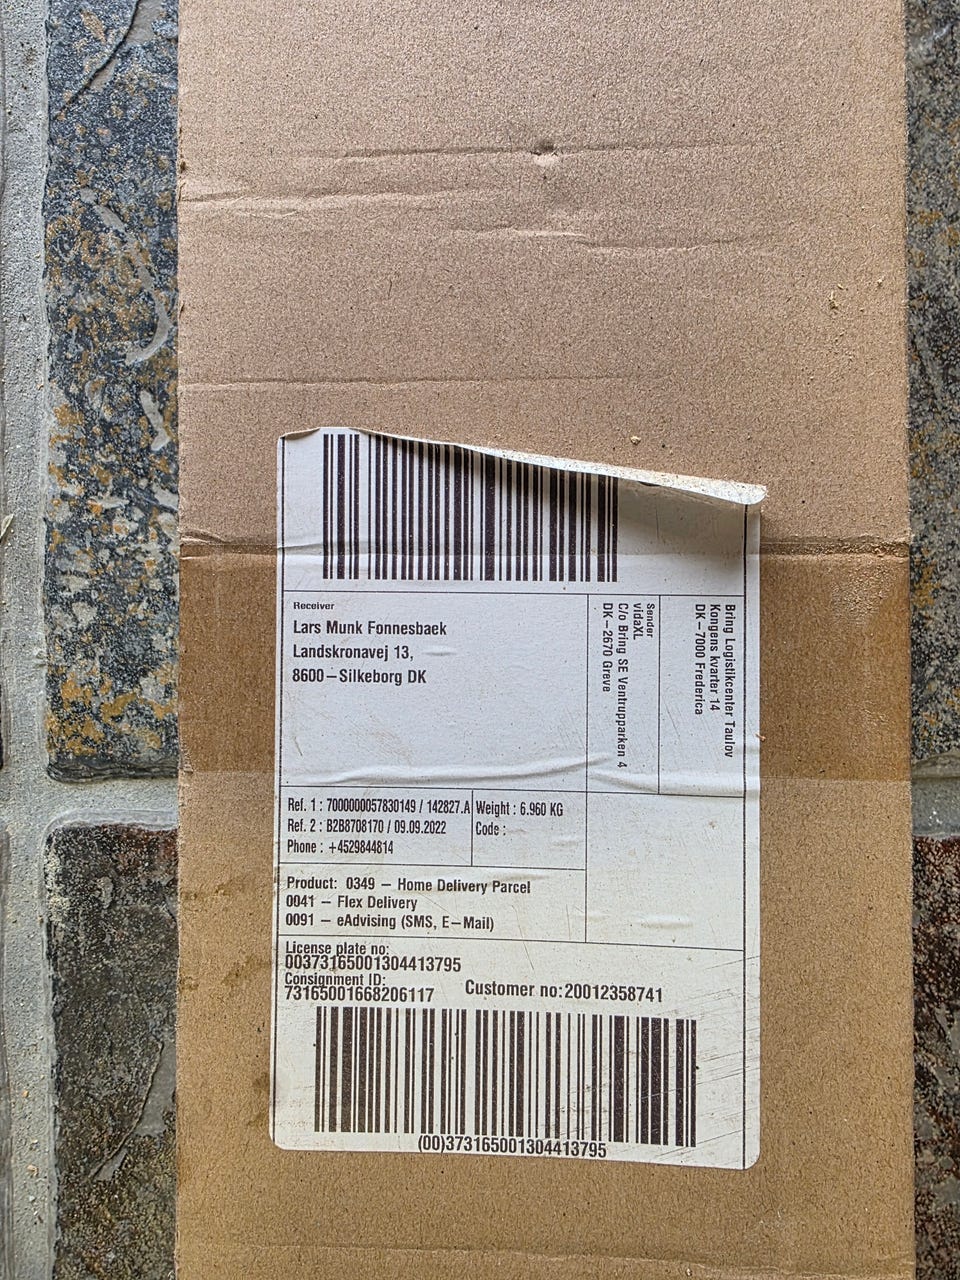 Receiver
Lars Munk Fonnesbaek
Landskronavej 13,
8600-Silkeborg DK
Sender
vidaXL
C/o Bring SE Ventrupparken 4
DK-2670 Greve
Bring Logistikcenter Taulov
Kongens kvarter 14
DK-7000 Frederica
Ref. 1 : 7000000057830149 / 142827.A
Ref. 2 : B2B8708170 / 09.09.2022
Phone : +4529844814
Weight : 6.960 KG
Code :
Product: 0349 - Home Delivery Parcel
0041 - Flex Delivery
0091 - eAdvising (SMS, E-Mail)
License plate no:
00373165001304413795
Consignment ID:
73165001668206117
Customer no:20012358741
(00)373165001304413795